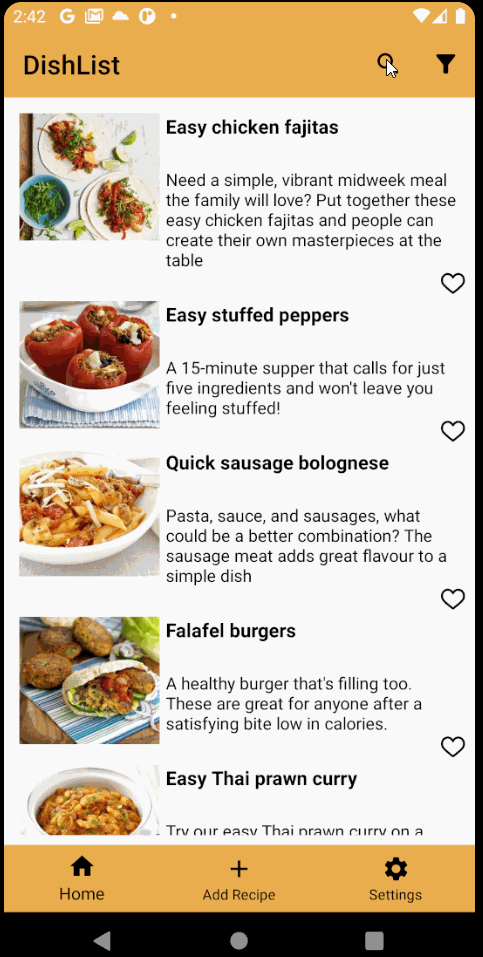 2:42
DishList
Easy chicken fajitas
Need a simple, vibrant midweek meal
the family will love? Put together these
easy chicken fajitas and people can
create their own masterpieces at the
table
Easy stuffed peppers
A 15-minute supper that calls for just
five ingredients and won't leave you
feeling stuffed!
Quick sausage bolognese
Pasta, sauce, and sausages, what
could be a better combination? The
sausage meat adds great flavour to a
simple dish
Falafel burgers
A healthy burger that's filling too.
These are great for anyone after a
satisfying bite low in calories.
Easy Thai prawn curry
Try our easy Thai prawn curry on a
Home
Add Recipe
Settings